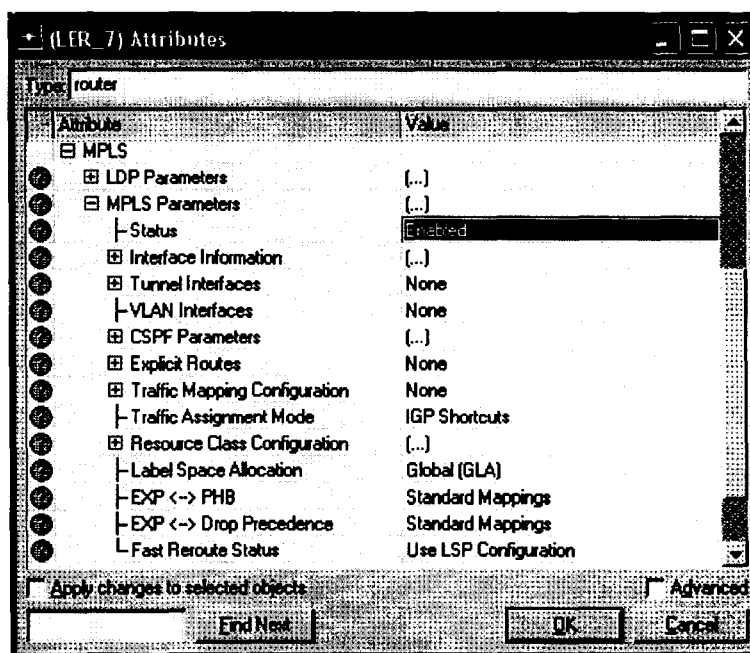 (LER_7) Attributes
Type: router
Attribute Value
MPLS
LDP Parameters (...)
MPLS Parameters (...)
Status Enabled
Interface Information (...)
Tunnel Interfaces None
VLAN Interfaces None
CSPF Parameters (...)
Explicit Routes None
Traffic Mapping Configuration None
Traffic Assignment Mode IGP Shortcuts
Resource Class Configuration (...)
Label Space Allocation Global (GLA)
EXP <-> PHB Standard Mappings
EXP <-> Drop Precedence Standard Mappings
Fast Reroute Status Use LSP Configuration
Apply changes to selected objects Advanced
Find Next OK Cancel